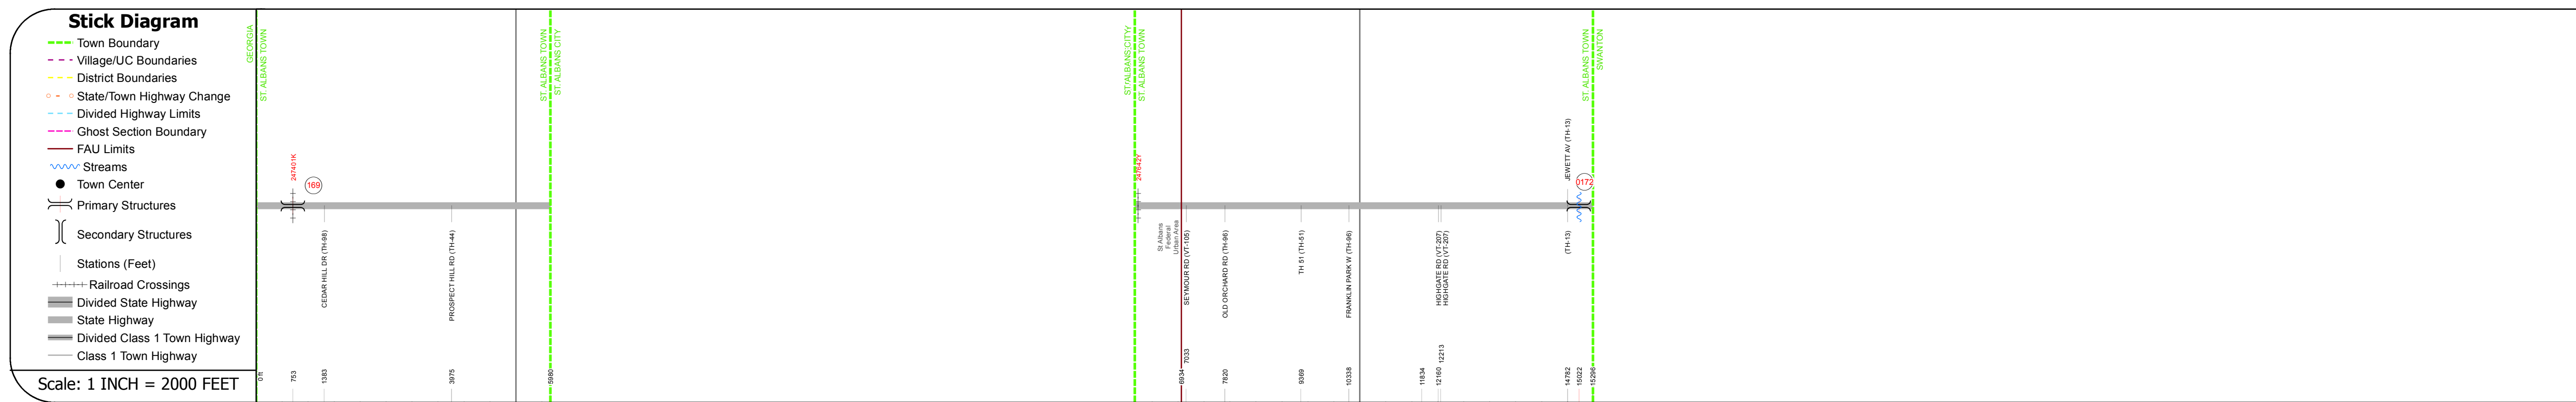 Stick Diagram
Town Boundary
Village/UC Boundaries
District Boundaries
State/Town Highway Change
Divided Highway Limits
Ghost Section Boundary
FAU Limits
Streams
Town Center
Primary Structures
Secondary Structures
Stations (Feet)
Railroad Crossings
Divided State Highway
State Highway
Divided Class 1 Town Highway
Class 1 Town Highway
Scale: 1 INCH = 2000 FEET
GEORGIA
ST. ALBANS TOWN
ST. ALBANS TOWN
ST. ALBANS CITY
ST. ALBANS CITY
ST. ALBANS TOWN
ST. ALBANS TOWN
SWANTON
247401K
169
247642Y
JEWETT AV (TH-13)
0172
CEDAR HILL DR (TH-98)
PROSPECT HILL RD (TH-44)
St Albans
Federal
Urban Area
SEYMOUR RD (VT-105)
OLD ORCHARD RD (TH-96)
TH 51 (TH-51)
FRANKLIN PARK W (TH-96)
HIGHGATE RD (VT-207)
HIGHGATE RD (VT-207)
(TH-13)
0 ft
753
1383
3975
5980
6934
7033
7820
9369
10338
11834
12160
12213
14782
15022
15296